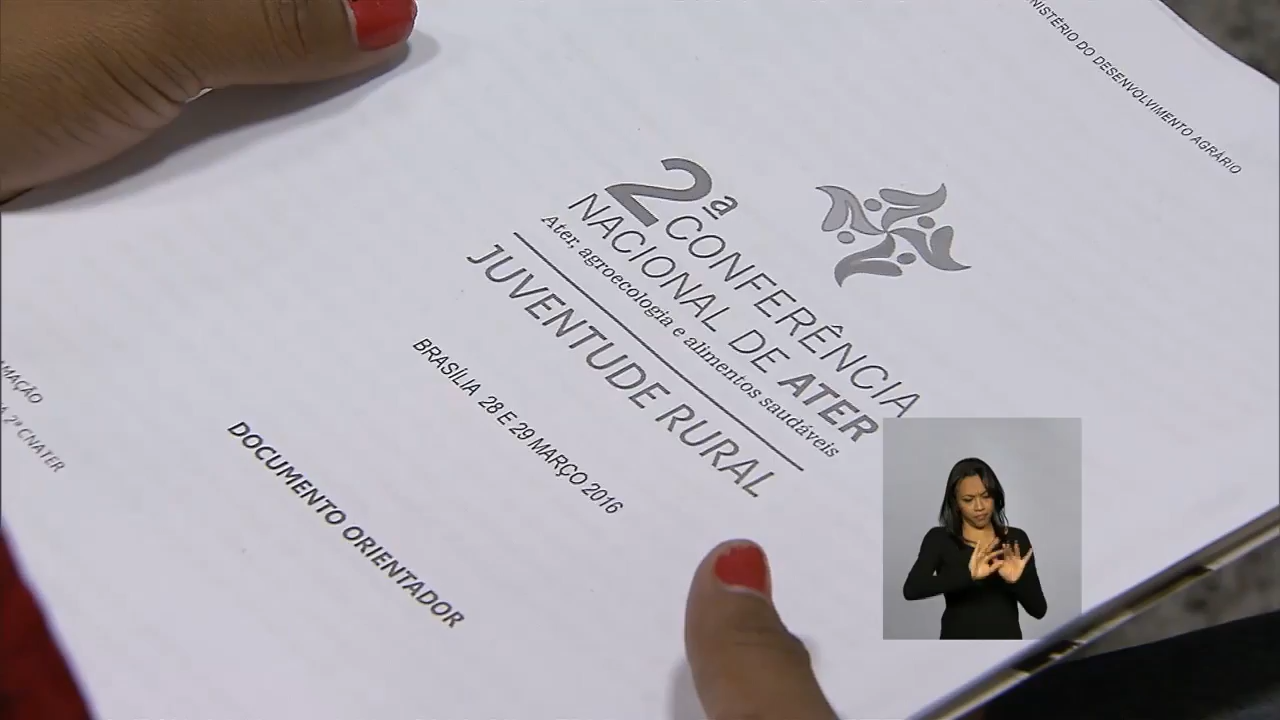 MINISTÉRIO DO DESENVOLVIMENTO AGRÁRIO
2ª CONFERÊNCIA
NACIONAL DE ATER
Ater, agroecologia e alimentos saudáveis
JUVENTUDE RURAL
BRASÍLIA 28 E 29 MARÇO 2016
DOCUMENTO ORIENTADOR
2ª CNATER